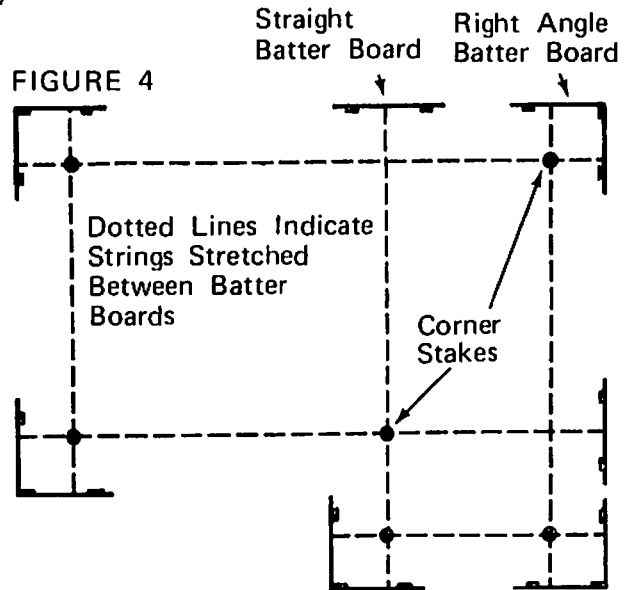 Straight
Batter Board
Right Angle
Batter Board
FIGURE 4
Dotted Lines Indicate
Strings Stretched
Between Batter
Boards
Corner
Stakes